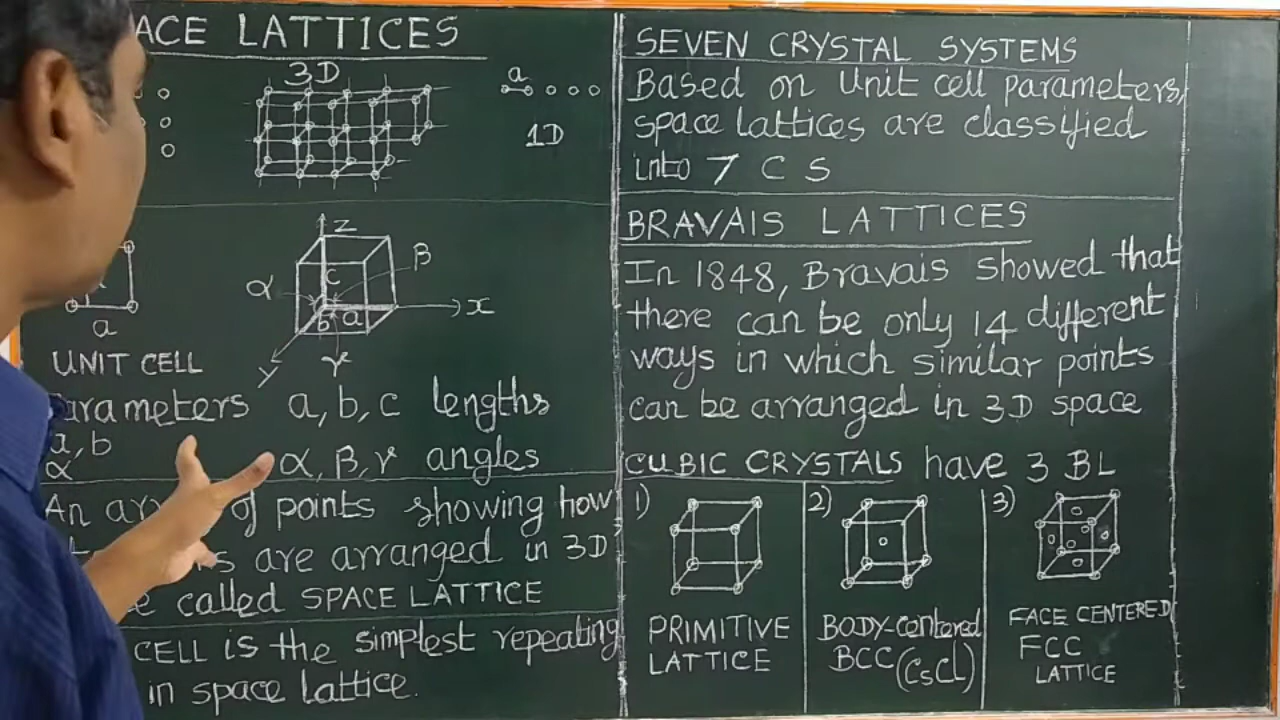 ACE LATTICES
3D
a
1D
z
β
c
α
x
b a
γ
y
a
UNIT CELL
arameters a, b, c lengths
a, b
α
α, β, γ angles
An of points showing how
are arranged in 3D
called SPACE LATTICE
CELL is the simplest repeating
in space lattice.
SEVEN CRYSTAL SYSTEMS
Based on unit cell parameters,
space lattices are classified
into 7 C S
BRAVAIS LATTICES
In 1848, Bravais showed that
there can be only 14 different
ways in which similar points
can be arranged in 3D space
CUBIC CRYSTALS have 3 BL
1)
PRIMITIVE
LATTICE
2)
BODY-centered
BCC (CsCl)
3)
FACE CENTERED
FCC
LATTICE